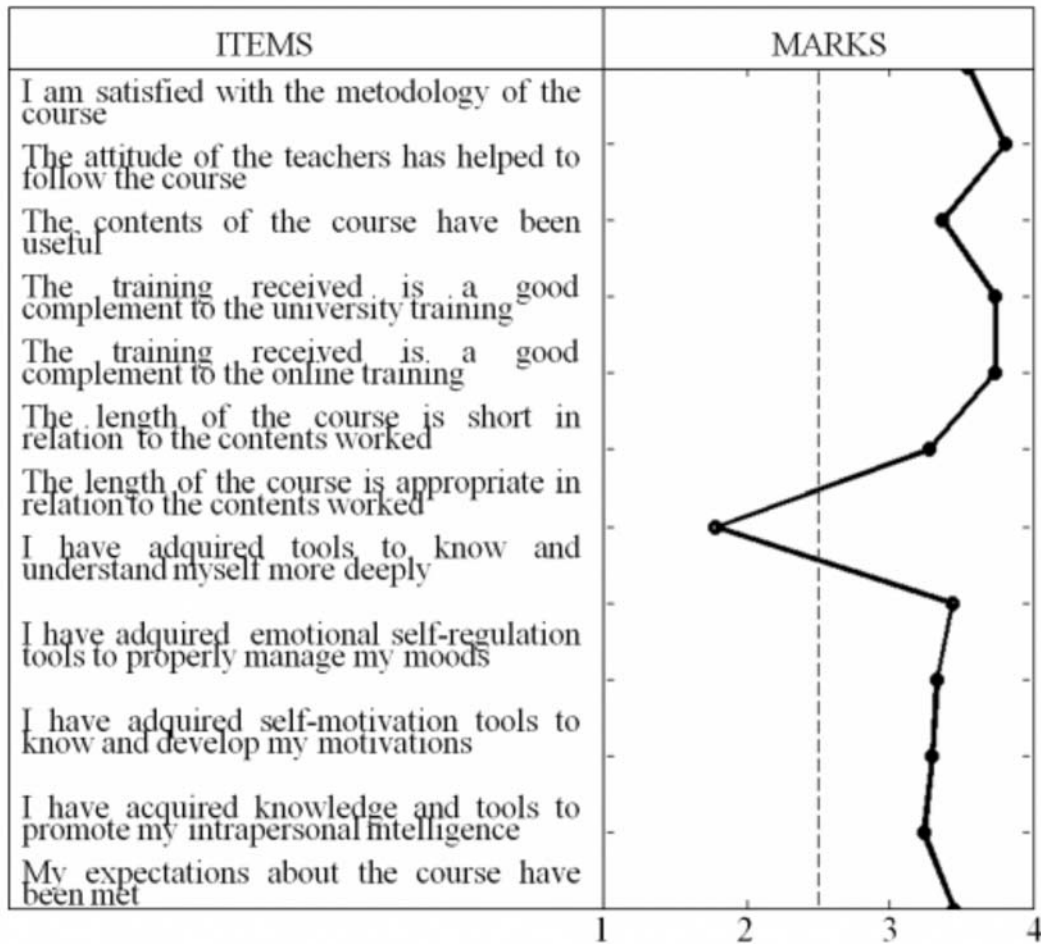 ITEMS
MARKS
I am satisfied with the metodology of the
course
The attitude of the teachers has helped to
follow the course
The contents of the course have been
useful
The training received is a good
complement to the university training
The training received is a good
complement to the online training
The length of the course is short in
relation to the contents worked
The length of the course is appropriate in
relation to the contents worked
I have adquired tools to know and
understand myself more deeply
I have adquired emotional self-regulation
tools to properly manage my moods
I have adquired self-motivation tools to
know and develop my motivations
I have acquired knowledge and tools to
promote my intrapersonal intelligence
My expectations about the course have
been met
1 2 3 4